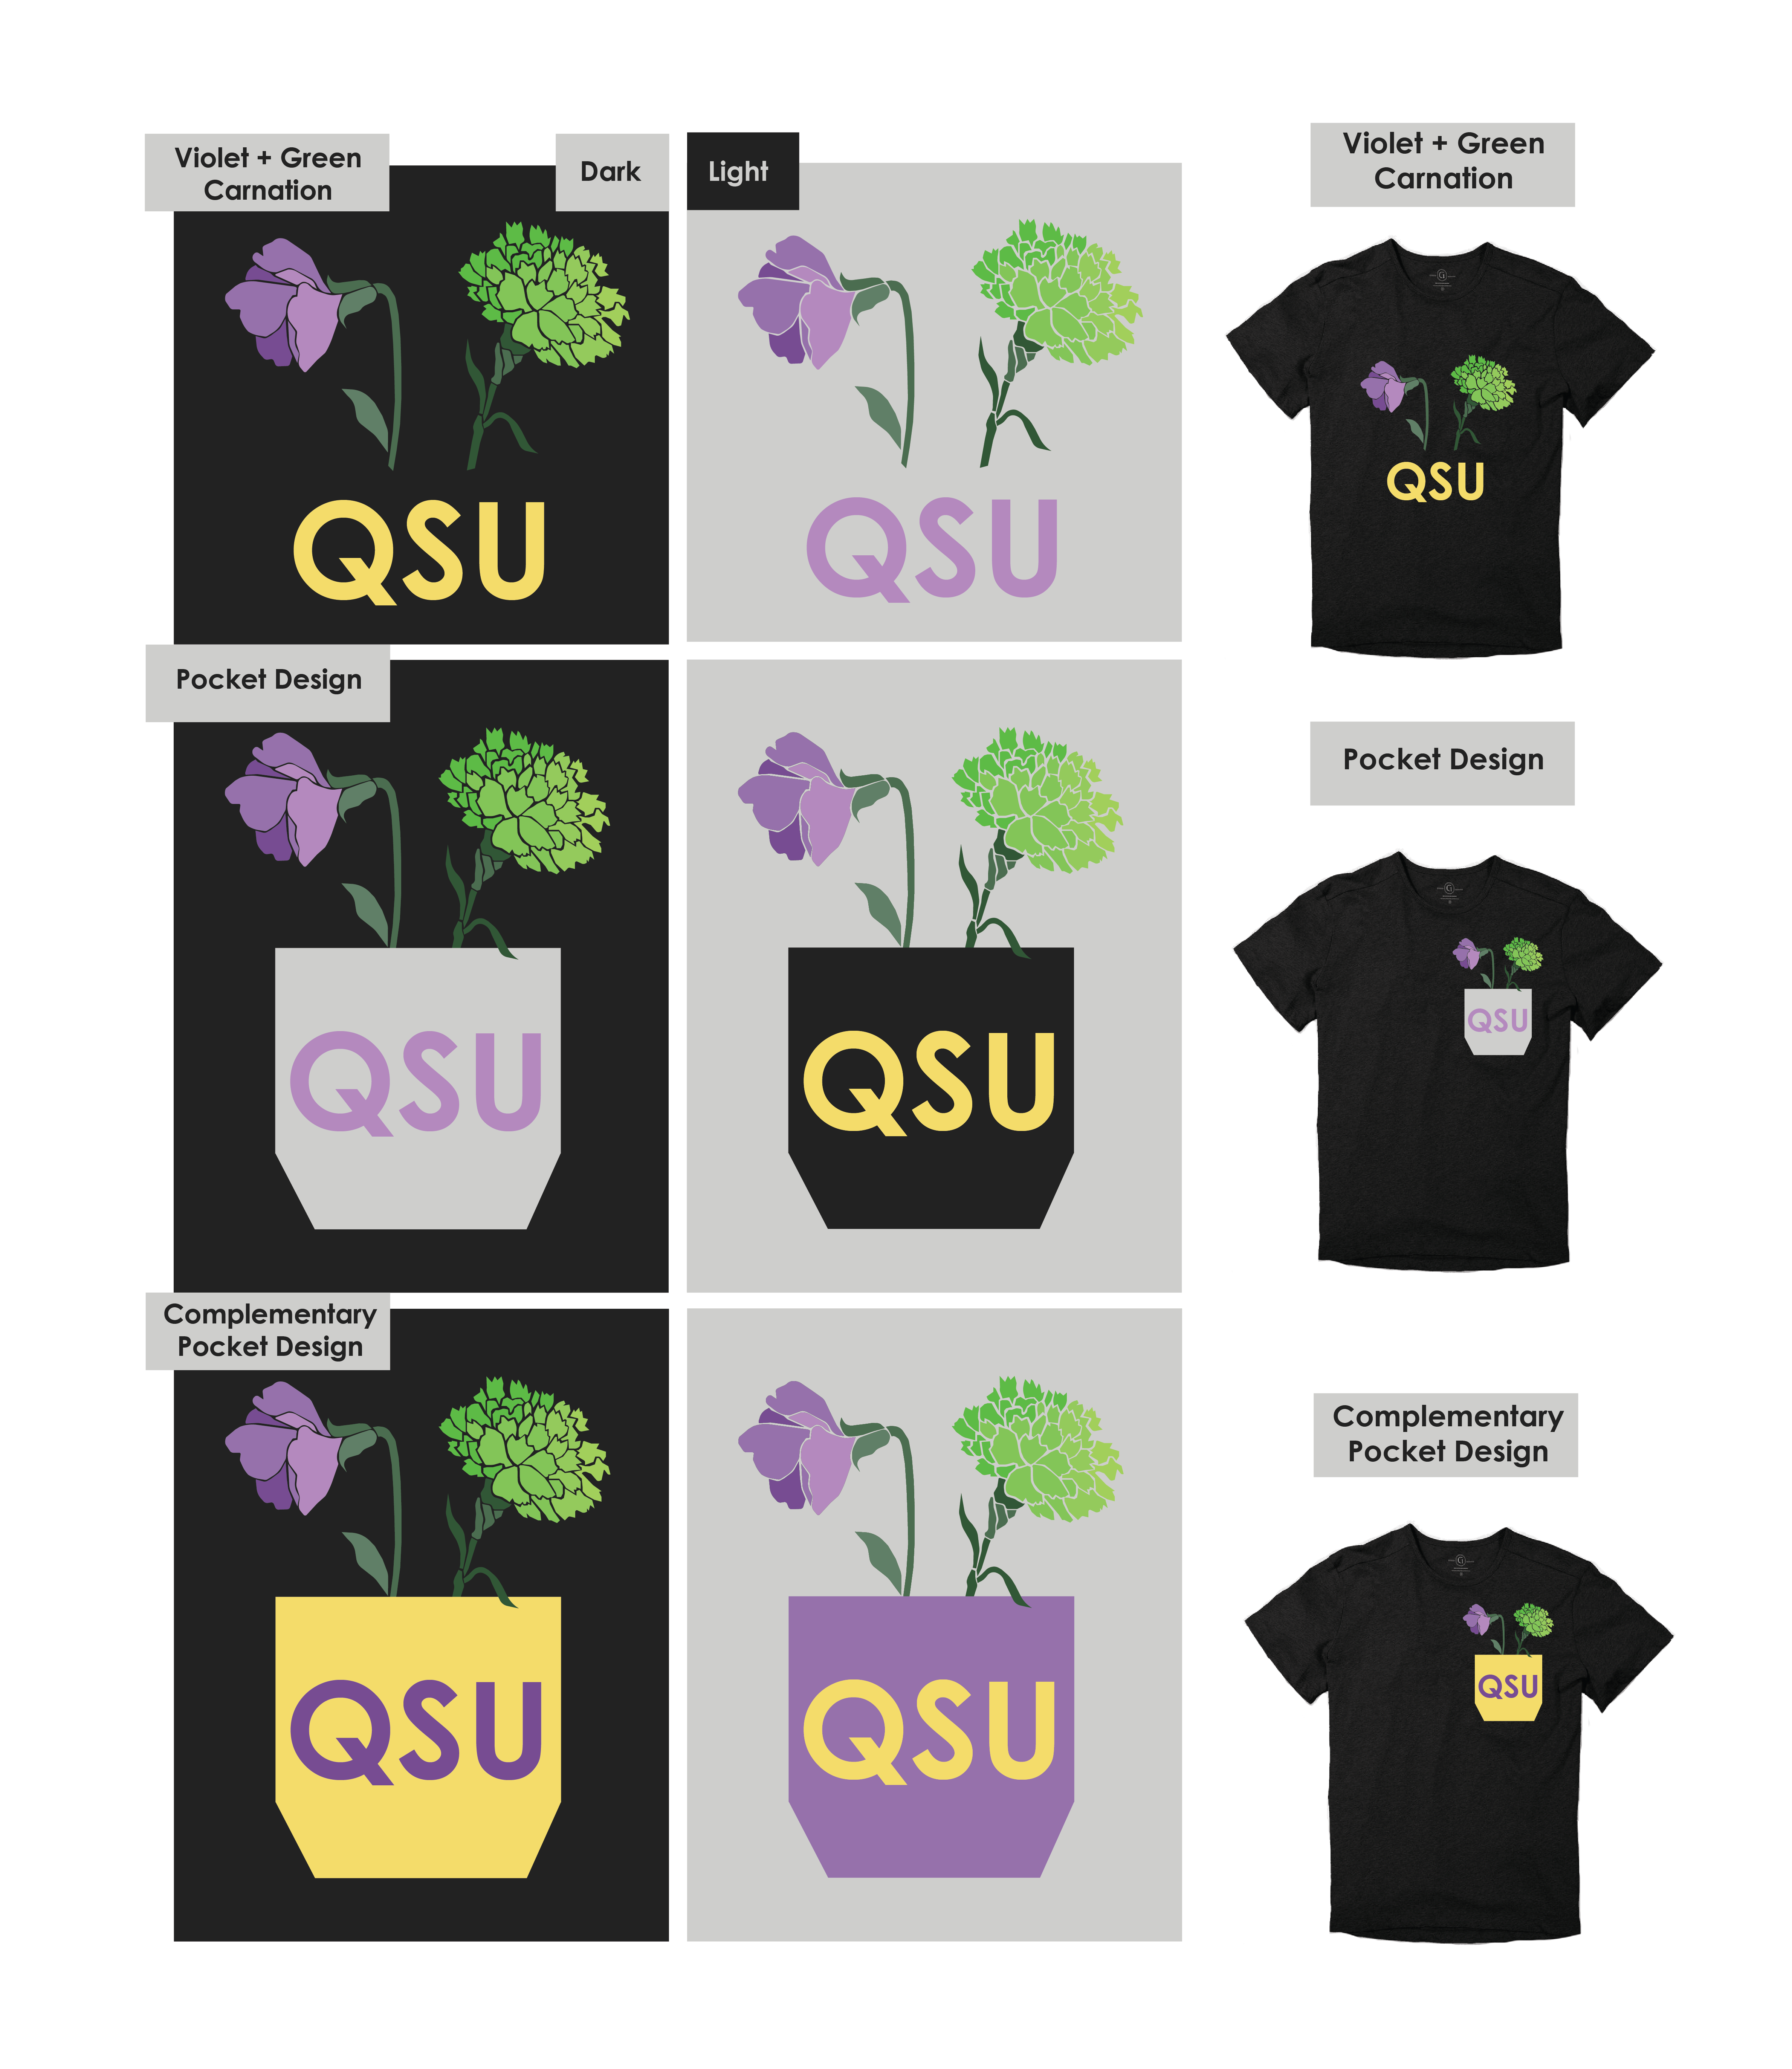 Violet + Green
Carnation
Dark
Light
Violet + Green
Carnation
QSU
QSU
QSU
Pocket Design
Pocket Design
QSU
QSU
QSU
Complementary
Pocket Design
Complementary
Pocket Design
QSU
QSU
QSU